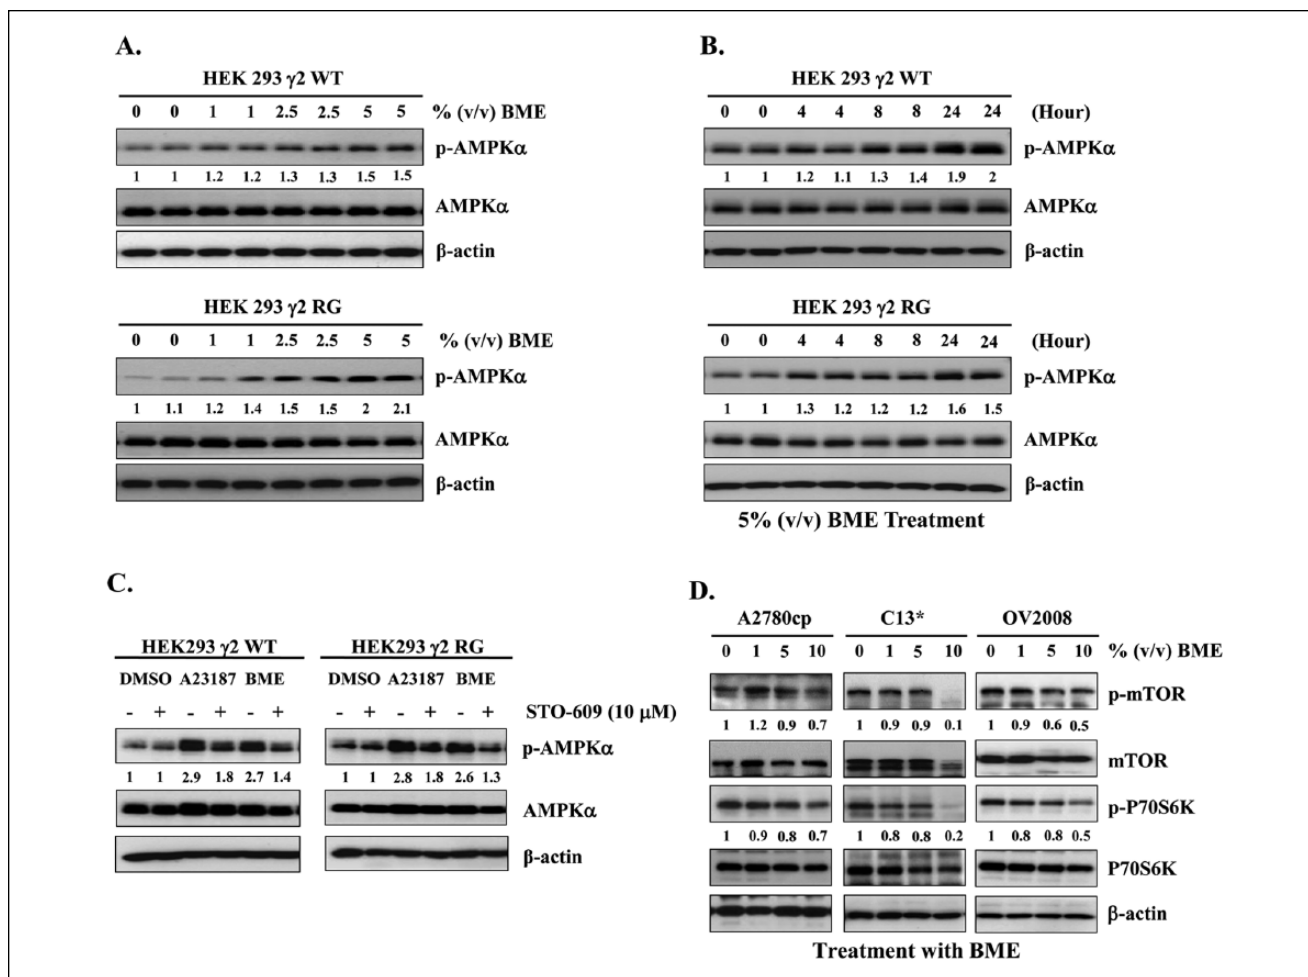 A.
HEK 293 γ2 WT
0 0 1 1 2.5 2.5 5 5 % (v/v) BME
p-AMPKα
1 1 1.2 1.2 1.3 1.3 1.5 1.5
AMPKα
β-actin
HEK 293 γ2 RG
0 0 1 1 2.5 2.5 5 5 % (v/v) BME
p-AMPKα
1 1.1 1.2 1.4 1.5 1.5 2 2.1
AMPKα
β-actin
B.
HEK 293 γ2 WT
0 0 4 4 8 8 24 24 (Hour)
p-AMPKα
1 1 1.2 1.1 1.3 1.4 1.9 2
AMPKα
β-actin
HEK 293 γ2 RG
0 0 4 4 8 8 24 24 (Hour)
p-AMPKα
1 1 1.3 1.2 1.2 1.2 1.6 1.5
AMPKα
β-actin
5% (v/v) BME Treatment
C.
HEK293 γ2 WT HEK293 γ2 RG
DMSO A23187 BME DMSO A23187 BME
- + - + - + - + - + - + STO-609 (10 μM)
p-AMPKα
1 1 2.9 1.8 2.7 1.4 1 1 2.8 1.8 2.6 1.3
AMPKα
β-actin
D.
A2780cp C13* OV2008
0 1 5 10 0 1 5 10 0 1 5 10 % (v/v) BME
p-mTOR
1 1.2 0.9 0.7 1 0.9 0.9 0.1 1 0.9 0.6 0.5
mTOR
p-P70S6K
1 0.9 0.8 0.7 1 0.8 0.8 0.2 1 0.8 0.8 0.5
P70S6K
β-actin
Treatment with BME